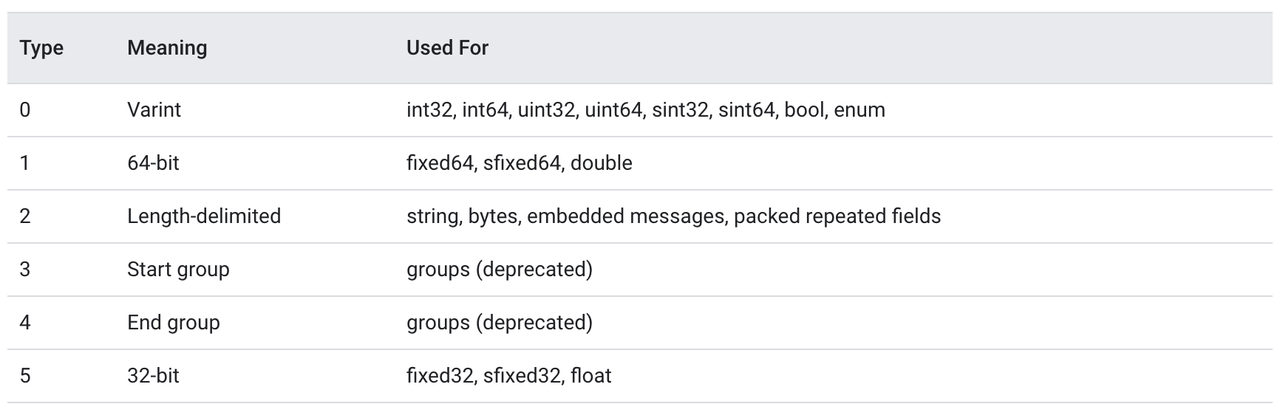 Type Meaning Used For
0 Varint int32, int64, uint32, uint64, sint32, sint64, bool, enum
1 64-bit fixed64, sfixed64, double
2 Length-delimited string, bytes, embedded messages, packed repeated fields
3 Start group groups (deprecated)
4 End group groups (deprecated)
5 32-bit fixed32, sfixed32, float